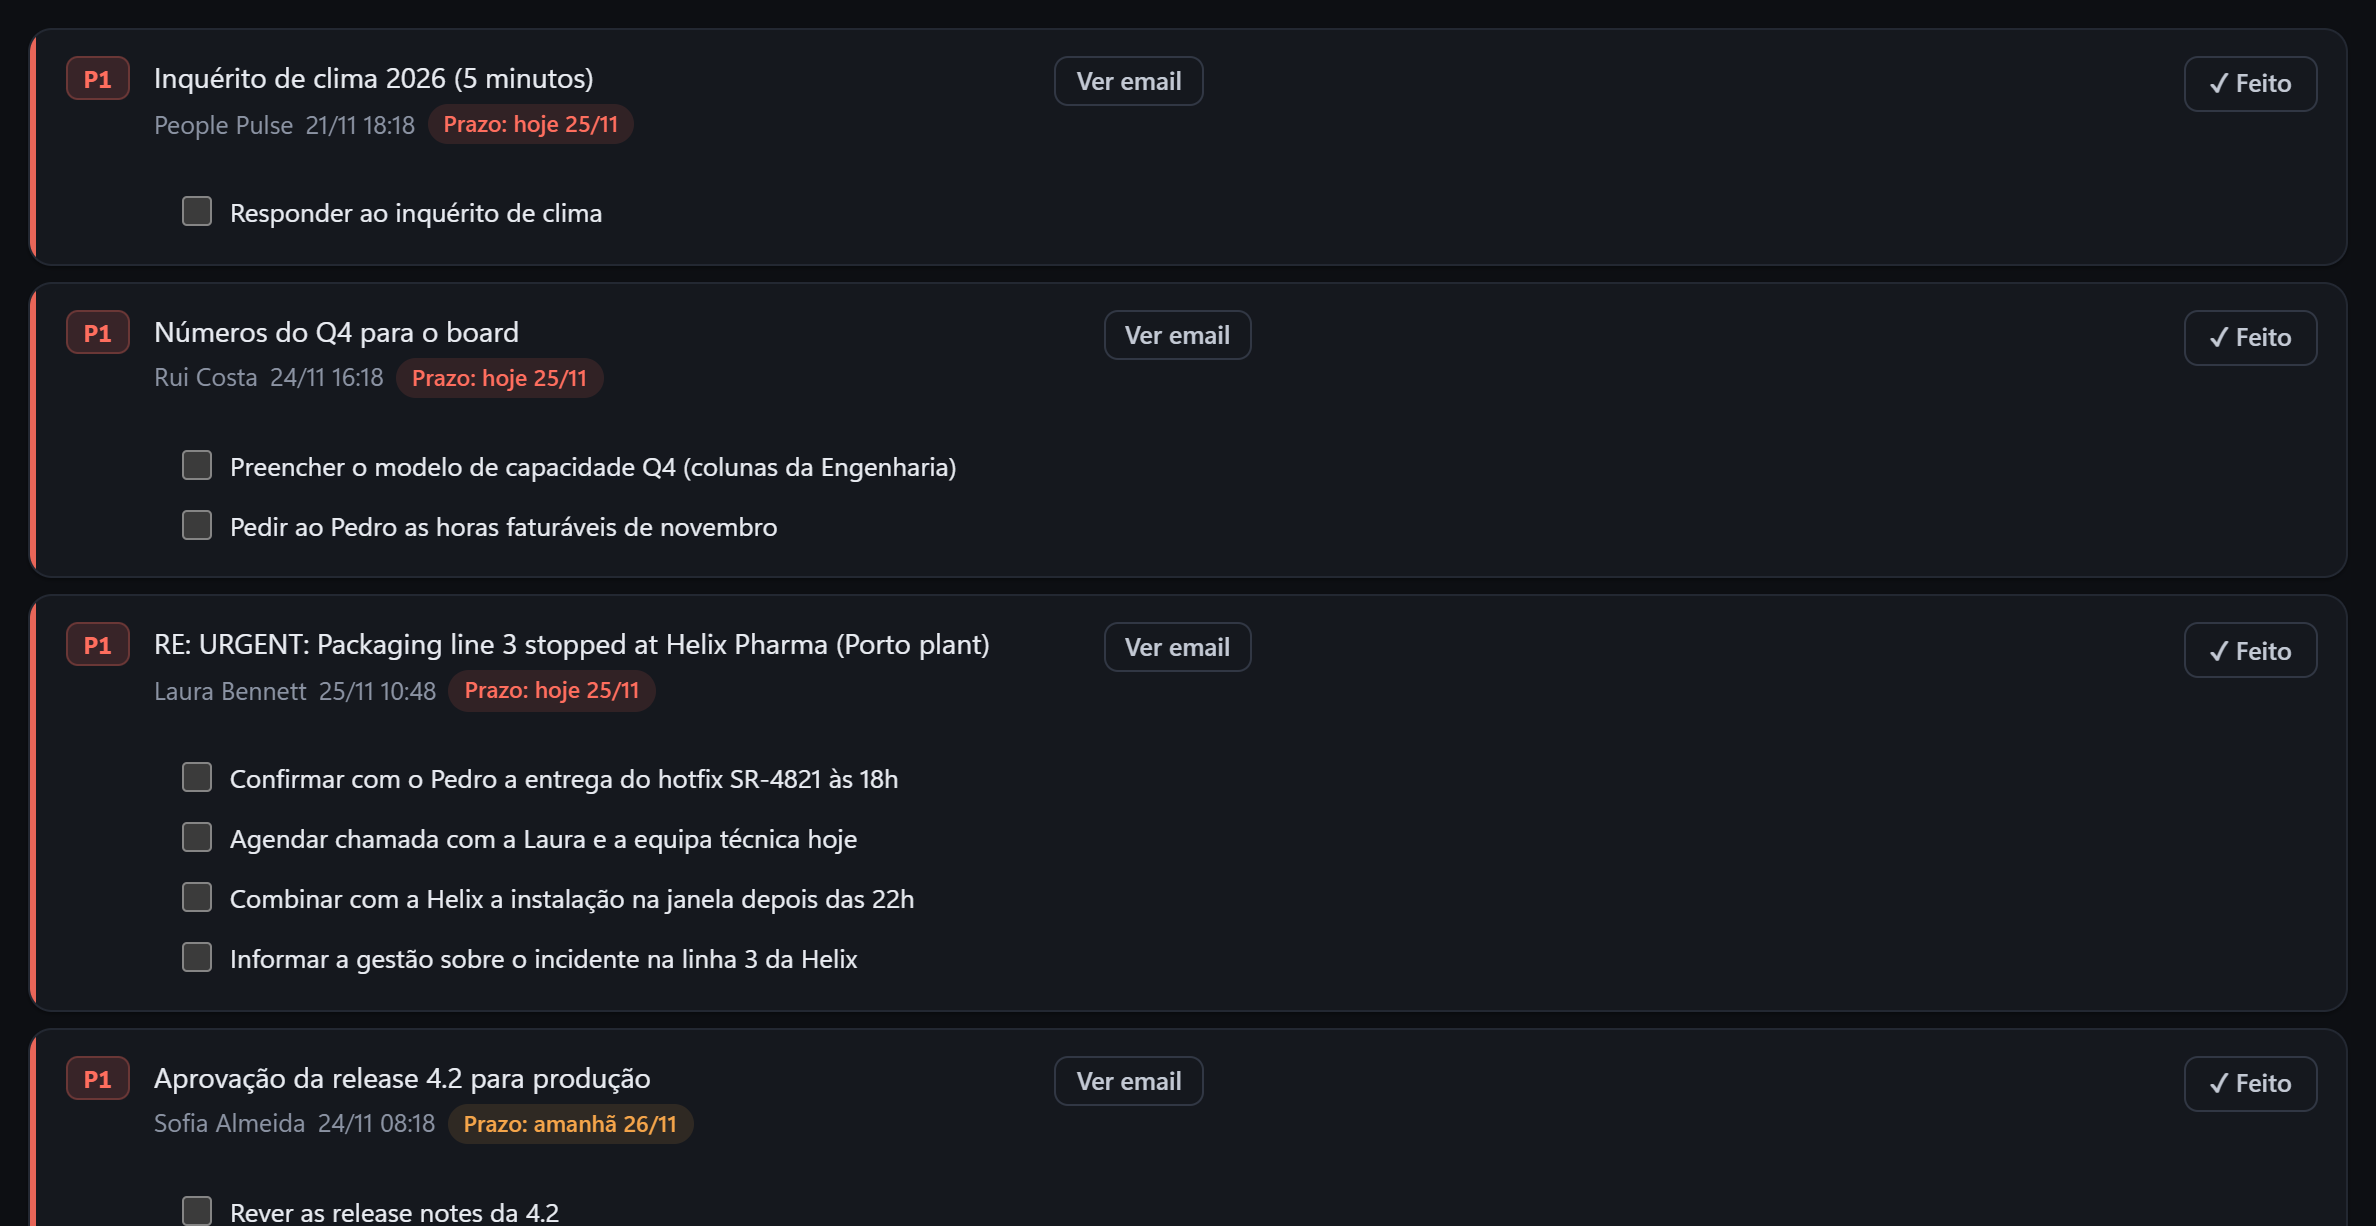 P1 Inquérito de clima 2026 (5 minutos) Ver email ✓ Feito
People Pulse 21/11 18:18 Prazo: hoje 25/11
Responder ao inquérito de clima
P1 Números do Q4 para o board Ver email ✓ Feito
Rui Costa 24/11 16:18 Prazo: hoje 25/11
Preencher o modelo de capacidade Q4 (colunas da Engenharia)
Pedir ao Pedro as horas faturáveis de novembro
P1 RE: URGENT: Packaging line 3 stopped at Helix Pharma (Porto plant) Ver email ✓ Feito
Laura Bennett 25/11 10:48 Prazo: hoje 25/11
Confirmar com o Pedro a entrega do hotfix SR-4821 às 18h
Agendar chamada com a Laura e a equipa técnica hoje
Combinar com a Helix a instalação na janela depois das 22h
Informar a gestão sobre o incidente na linha 3 da Helix
P1 Aprovação da release 4.2 para produção Ver email ✓ Feito
Sofia Almeida 24/11 08:18 Prazo: amanhã 26/11
Rever as release notes da 4.2